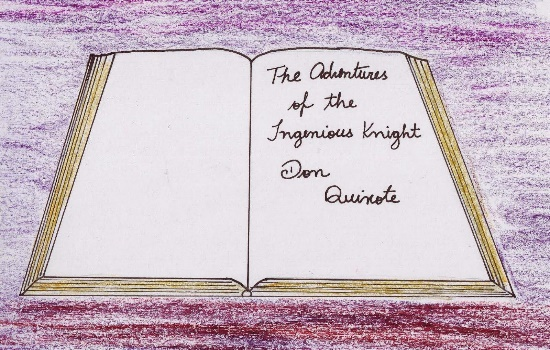 The Adventures
of the
Ingenious Knight
Don
Quixote